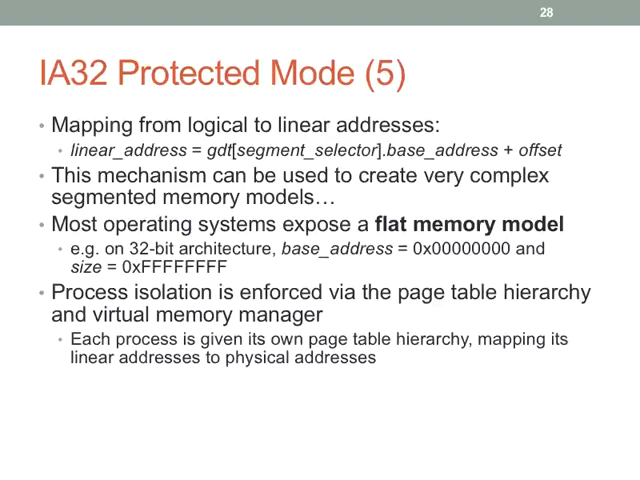 28
IA32 Protected Mode (5)
• Mapping from logical to linear addresses:
• linear_address = gdt[segment_selector].base_address + offset
• This mechanism can be used to create very complex
segmented memory models…
• Most operating systems expose a flat memory model
• e.g. on 32-bit architecture, base_address = 0x00000000 and
size = 0xFFFFFFFF
• Process isolation is enforced via the page table hierarchy
and virtual memory manager
• Each process is given its own page table hierarchy, mapping its
linear addresses to physical addresses